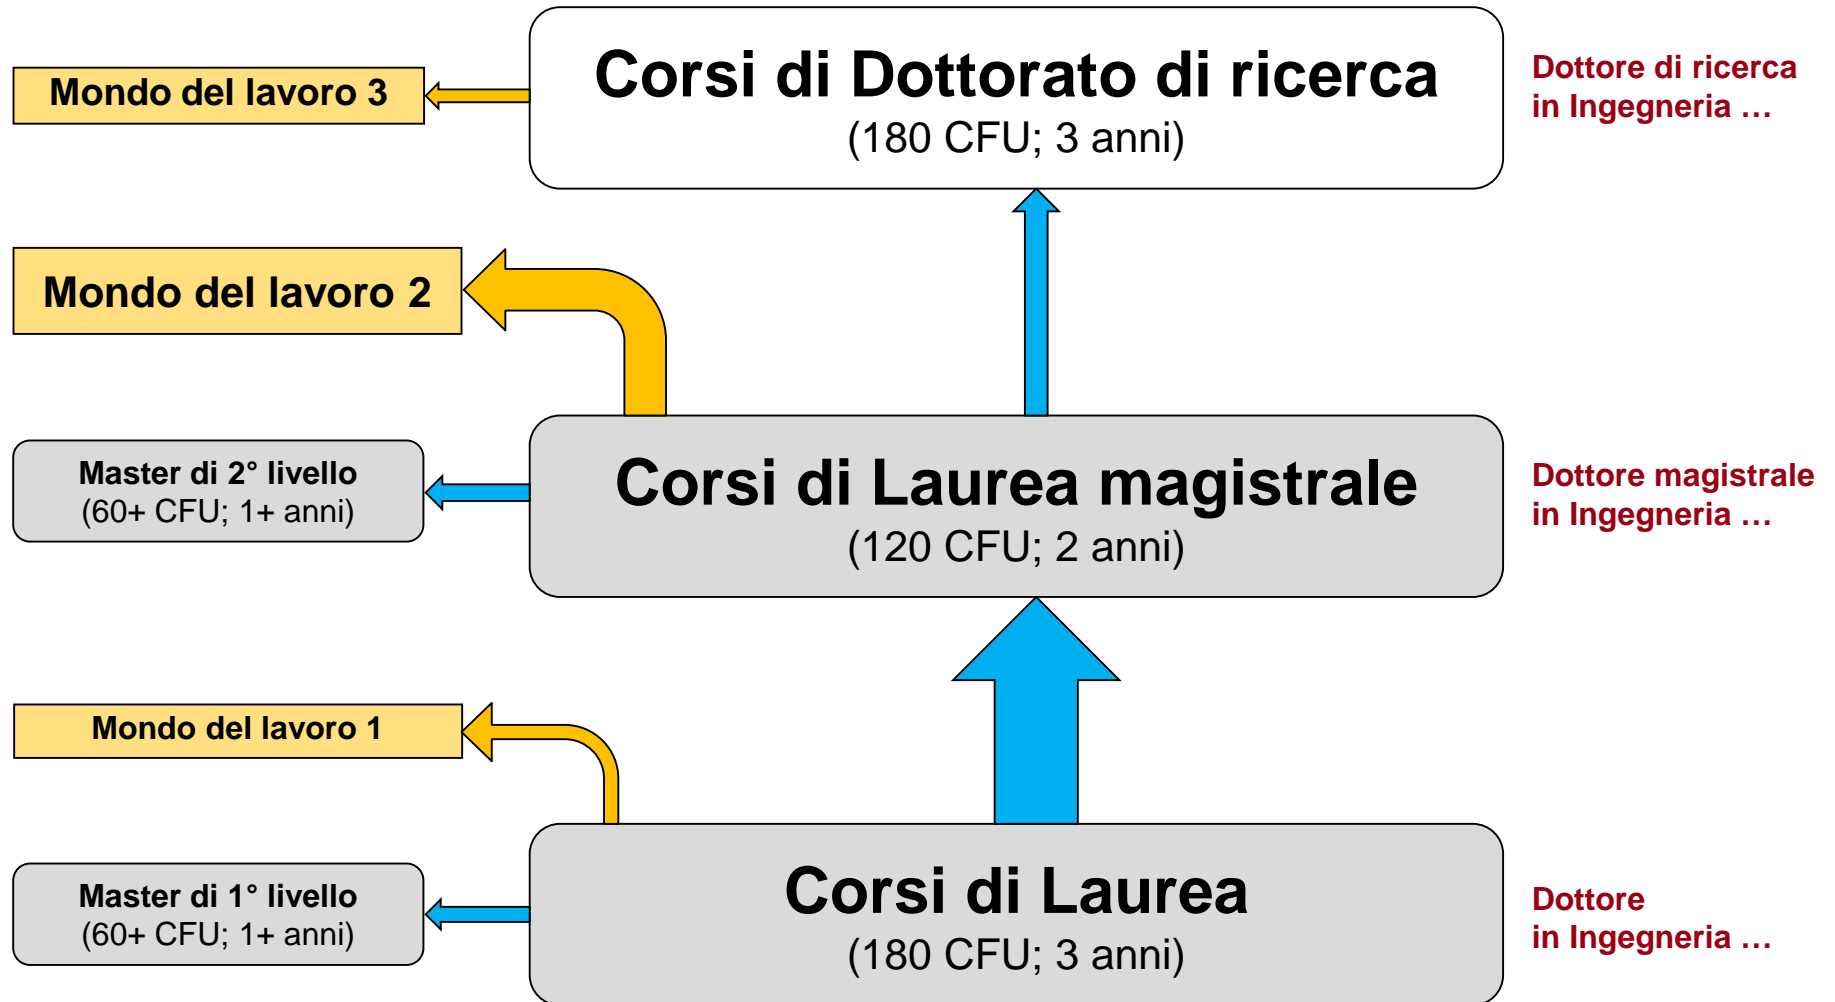 Corsi di Dottorato di ricerca
(180 CFU; 3 anni)
Mondo del lavoro 3
Dottore di ricerca
in Ingegneria …
Mondo del lavoro 2
Master di 2° livello
(60+ CFU; 1+ anni)
Corsi di Laurea magistrale
(120 CFU; 2 anni)
Dottore magistrale
in Ingegneria …
Mondo del lavoro 1
Master di 1° livello
(60+ CFU; 1+ anni)
Corsi di Laurea
(180 CFU; 3 anni)
Dottore
in Ingegneria …